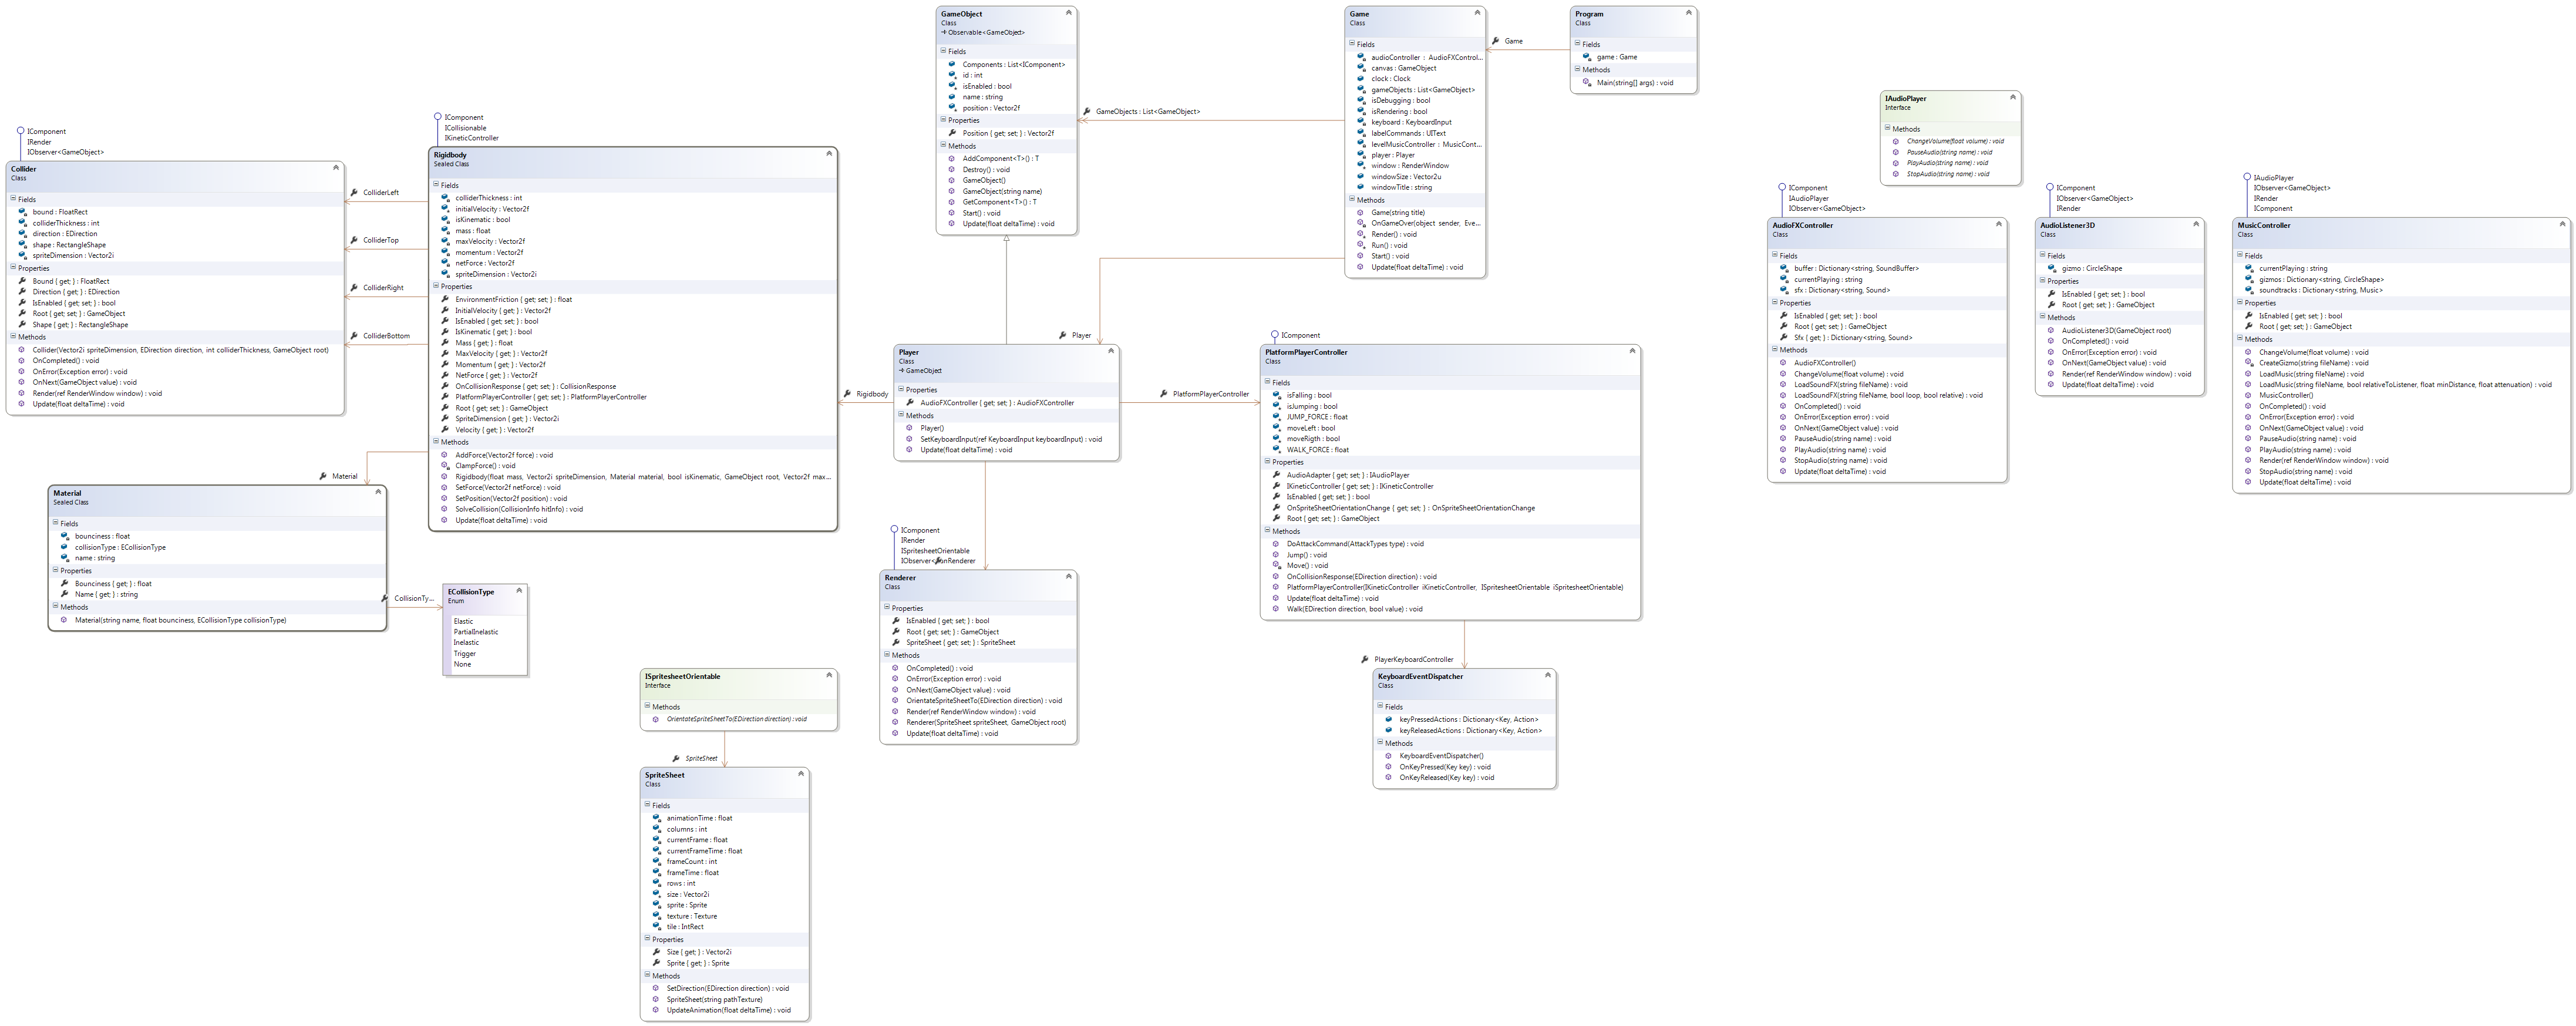 GameObject
Class
Observable<GameObject>
Fields
Components : List<IComponent>
id : int
isEnabled : bool
name : string
position : Vector2f
Properties
Position { get; set; } : Vector2f
Methods
AddComponent<T>() : T
Destroy() : void
GameObject()
GameObject(string name)
GetComponent<T>() : T
Start() : void
Update(float deltaTime) : void
GameObjects : List<GameObject>
Game
Class
Fields
audioController : AudioFXControl...
canvas : GameObject
clock : Clock
gameObjects : List<GameObject>
isDebugging : bool
isRendering : bool
keyboard : KeyboardInput
labelCommands : UIText
levelMusicController : MusicCont...
player : Player
window : RenderWindow
windowSize : Vector2u
windowTitle : string
Methods
Game(string title)
OnGameOver(object sender, Eve...
Render() : void
Run() : void
Start() : void
Update(float deltaTime) : void
Game
Program
Class
Fields
game : Game
Methods
Main(string[] args) : void
IAudioPlayer
Interface
Methods
ChangeVolume(float volume) : void
PauseAudio(string name) : void
PlayAudio(string name) : void
StopAudio(string name) : void
IComponent
IRender
IObserver<GameObject>
Collider
Class
Fields
bound : FloatRect
colliderThickness : int
direction : EDirection
shape : RectangleShape
spriteDimension : Vector2i
Properties
Bound { get; } : FloatRect
Direction { get; } : EDirection
IsEnabled { get; set; } : bool
Root { get; set; } : GameObject
Shape { get; } : RectangleShape
Methods
Collider(Vector2i spriteDimension, EDirection direction, int colliderThickness, GameObject root)
OnCompleted() : void
OnError(Exception error) : void
OnNext(GameObject value) : void
Render(ref RenderWindow window) : void
Update(float deltaTime) : void
ColliderLeft
ColliderTop
ColliderRight
ColliderBottom
IComponent
ICollisionable
IKineticController
Rigidbody
Sealed Class
Fields
colliderThickness : int
initialVelocity : Vector2f
isKinematic : bool
mass : float
maxVelocity : Vector2f
momentum : Vector2f
netForce : Vector2f
spriteDimension : Vector2i
Properties
EnvironmentFriction { get; set; } : float
InitialVelocity { get; } : Vector2f
IsEnabled { get; set; } : bool
IsKinematic { get; } : bool
Mass { get; } : float
MaxVelocity { get; } : Vector2f
Momentum { get; } : Vector2f
NetForce { get; } : Vector2f
OnCollisionResponse { get; set; } : CollisionResponse
PlatformPlayerController { get; set; } : PlatformPlayerController
Root { get; set; } : GameObject
SpriteDimension { get; } : Vector2i
Velocity { get; } : Vector2f
Methods
AddForce(Vector2f force) : void
ClampForce() : void
Rigidbody(float mass, Vector2i spriteDimension, Material material, bool isKinematic, GameObject root, Vector2f max...
SetForce(Vector2f netForce) : void
SetPosition(Vector2f position) : void
SolveCollision(CollisionInfo hitInfo) : void
Update(float deltaTime) : void
Material
Material
Sealed Class
Fields
bounciness : float
collisionType : ECollisionType
name : string
Properties
Bounciness { get; } : float
Name { get; } : string
Methods
Material(string name, float bounciness, ECollisionType collisionType)
CollisionTy...
ECollisionType
Enum
Elastic
PartialInelastic
Inelastic
Trigger
None
Rigidbody
Player
Player
Class
GameObject
Properties
AudioFXController { get; set; } : AudioFXController
Methods
Player()
SetKeyboardInput(ref KeyboardInput keyboardInput) : void
Update(float deltaTime) : void
PlatformPlayerController
IComponent
PlatformPlayerController
Class
Fields
isFalling : bool
isJumping : bool
JUMP_FORCE : float
moveLeft : bool
moveRigth : bool
WALK_FORCE : float
Properties
AudioAdapter { get; set; } : IAudioPlayer
IKineticController { get; set; } : IKineticController
IsEnabled { get; set; } : bool
OnSpriteSheetOrientationChange { get; set; } : OnSpriteSheetOrientationChange
Root { get; set; } : GameObject
Methods
DoAttackCommand(AttackTypes type) : void
Jump() : void
Move() : void
OnCollisionResponse(EDirection direction) : void
PlatformPlayerController(IKineticController iKineticController, ISpritesheetOrientable iSpritesheetOrientable)
Update(float deltaTime) : void
Walk(EDirection direction, bool value) : void
PlayerKeyboardController
KeyboardEventDispatcher
Class
Fields
keyPressedActions : Dictionary<Key, Action>
keyReleasedActions : Dictionary<Key, Action>
Methods
KeyboardEventDispatcher()
OnKeyPressed(Key key) : void
OnKeyReleased(Key key) : void
IComponent
IRender
ISpritesheetOrientable
IObserver<
nRenderer
Renderer
Class
Properties
IsEnabled { get; set; } : bool
Root { get; set; } : GameObject
SpriteSheet { get; set; } : SpriteSheet
Methods
OnCompleted() : void
OnError(Exception error) : void
OnNext(GameObject value) : void
OrientateSpriteSheetTo(EDirection direction) : void
Render(ref RenderWindow window) : void
Renderer(SpriteSheet spriteSheet, GameObject root)
Update(float deltaTime) : void
ISpritesheetOrientable
Interface
Methods
OrientateSpriteSheetTo(EDirection direction) : void
SpriteSheet
SpriteSheet
Class
Fields
animationTime : float
columns : int
currentFrame : float
currentFrameTime : float
frameCount : int
frameTime : float
rows : int
size : Vector2i
sprite : Sprite
texture : Texture
tile : IntRect
Properties
Size { get; } : Vector2i
Sprite { get; } : Sprite
Methods
SetDirection(EDirection direction) : void
SpriteSheet(string pathTexture)
UpdateAnimation(float deltaTime) : void
IComponent
IAudioPlayer
IObserver<GameObject>
AudioFXController
Class
Fields
buffer : Dictionary<string, SoundBuffer>
currentPlaying : string
sfx : Dictionary<string, Sound>
Properties
IsEnabled { get; set; } : bool
Root { get; set; } : GameObject
Sfx { get; } : Dictionary<string, Sound>
Methods
AudioFXController()
ChangeVolume(float volume) : void
LoadSoundFX(string fileName) : void
LoadSoundFX(string fileName, bool loop, bool relative) : void
OnCompleted() : void
OnError(Exception error) : void
OnNext(GameObject value) : void
PauseAudio(string name) : void
PlayAudio(string name) : void
StopAudio(string name) : void
Update(float deltaTime) : void
IComponent
IObserver<GameObject>
IRender
AudioListener3D
Class
Fields
gizmo : CircleShape
Properties
IsEnabled { get; set; } : bool
Root { get; set; } : GameObject
Methods
AudioListener3D(GameObject root)
OnCompleted() : void
OnError(Exception error) : void
OnNext(GameObject value) : void
Render(ref RenderWindow window) : void
Update(float deltaTime) : void
IAudioPlayer
IObserver<GameObject>
IRender
IComponent
MusicController
Class
Fields
currentPlaying : string
gizmos : Dictionary<string, CircleShape>
soundtracks : Dictionary<string, Music>
Properties
IsEnabled { get; set; } : bool
Root { get; set; } : GameObject
Methods
ChangeVolume(float volume) : void
CreateGizmo(string fileName) : void
LoadMusic(string fileName) : void
LoadMusic(string fileName, bool relativeToListener, float minDistance, float attenuation) : void
MusicController()
OnCompleted() : void
OnError(Exception error) : void
OnNext(GameObject value) : void
PauseAudio(string name) : void
PlayAudio(string name) : void
Render(ref RenderWindow window) : void
StopAudio(string name) : void
Update(float deltaTime) : void